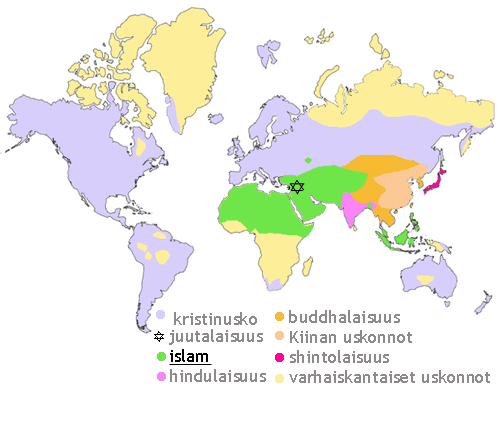 kristinusko
juutalaisuus
islam
hindulaisuus
buddhalaisuus
Kiinan uskonnot
shintolaisuus
varhaiskantaiset uskonnot